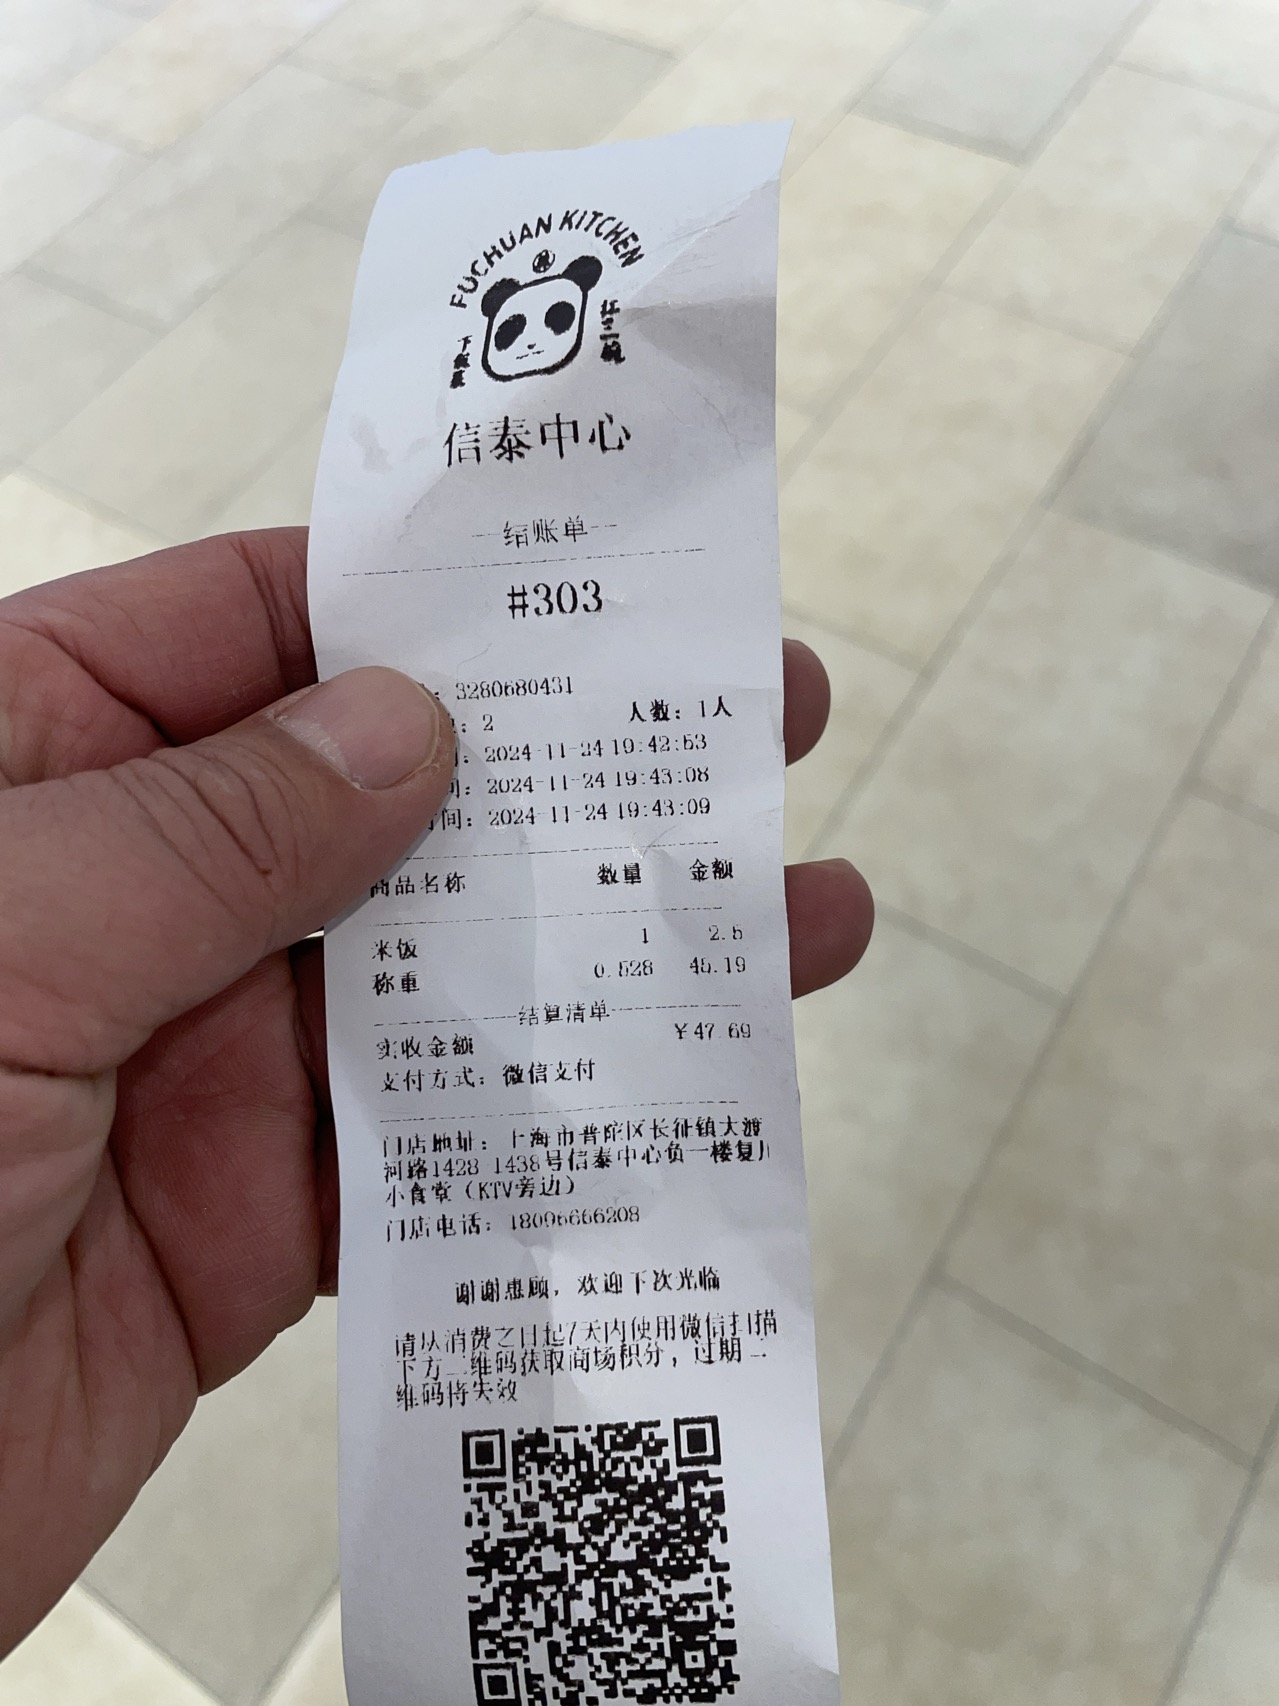 FUCHUAN KITCHEN
下饭菜
红三碗
信泰中心
结账单
#303
: 3280680431
: 2 人数: 1人
: 2024-11-24 19:42:53
间: 2024-11-24 19:43:08
时间: 2024-11-24 19:43:09
商品名称 数量 金额
米饭 1 2.5
称重 0.528 45.19
结算清单
实收金额 ¥47.69
支付方式: 微信支付
门店地址: 上海市普陀区长征镇大渡
河路1428-1438号信泰中心负一楼复川
小食堂（KTV旁边）
门店电话: 18096666208
谢谢惠顾，欢迎下次光临
请从消费之日起7天内使用微信扫描
下方二维码获取商场积分，过期二
维码将失效